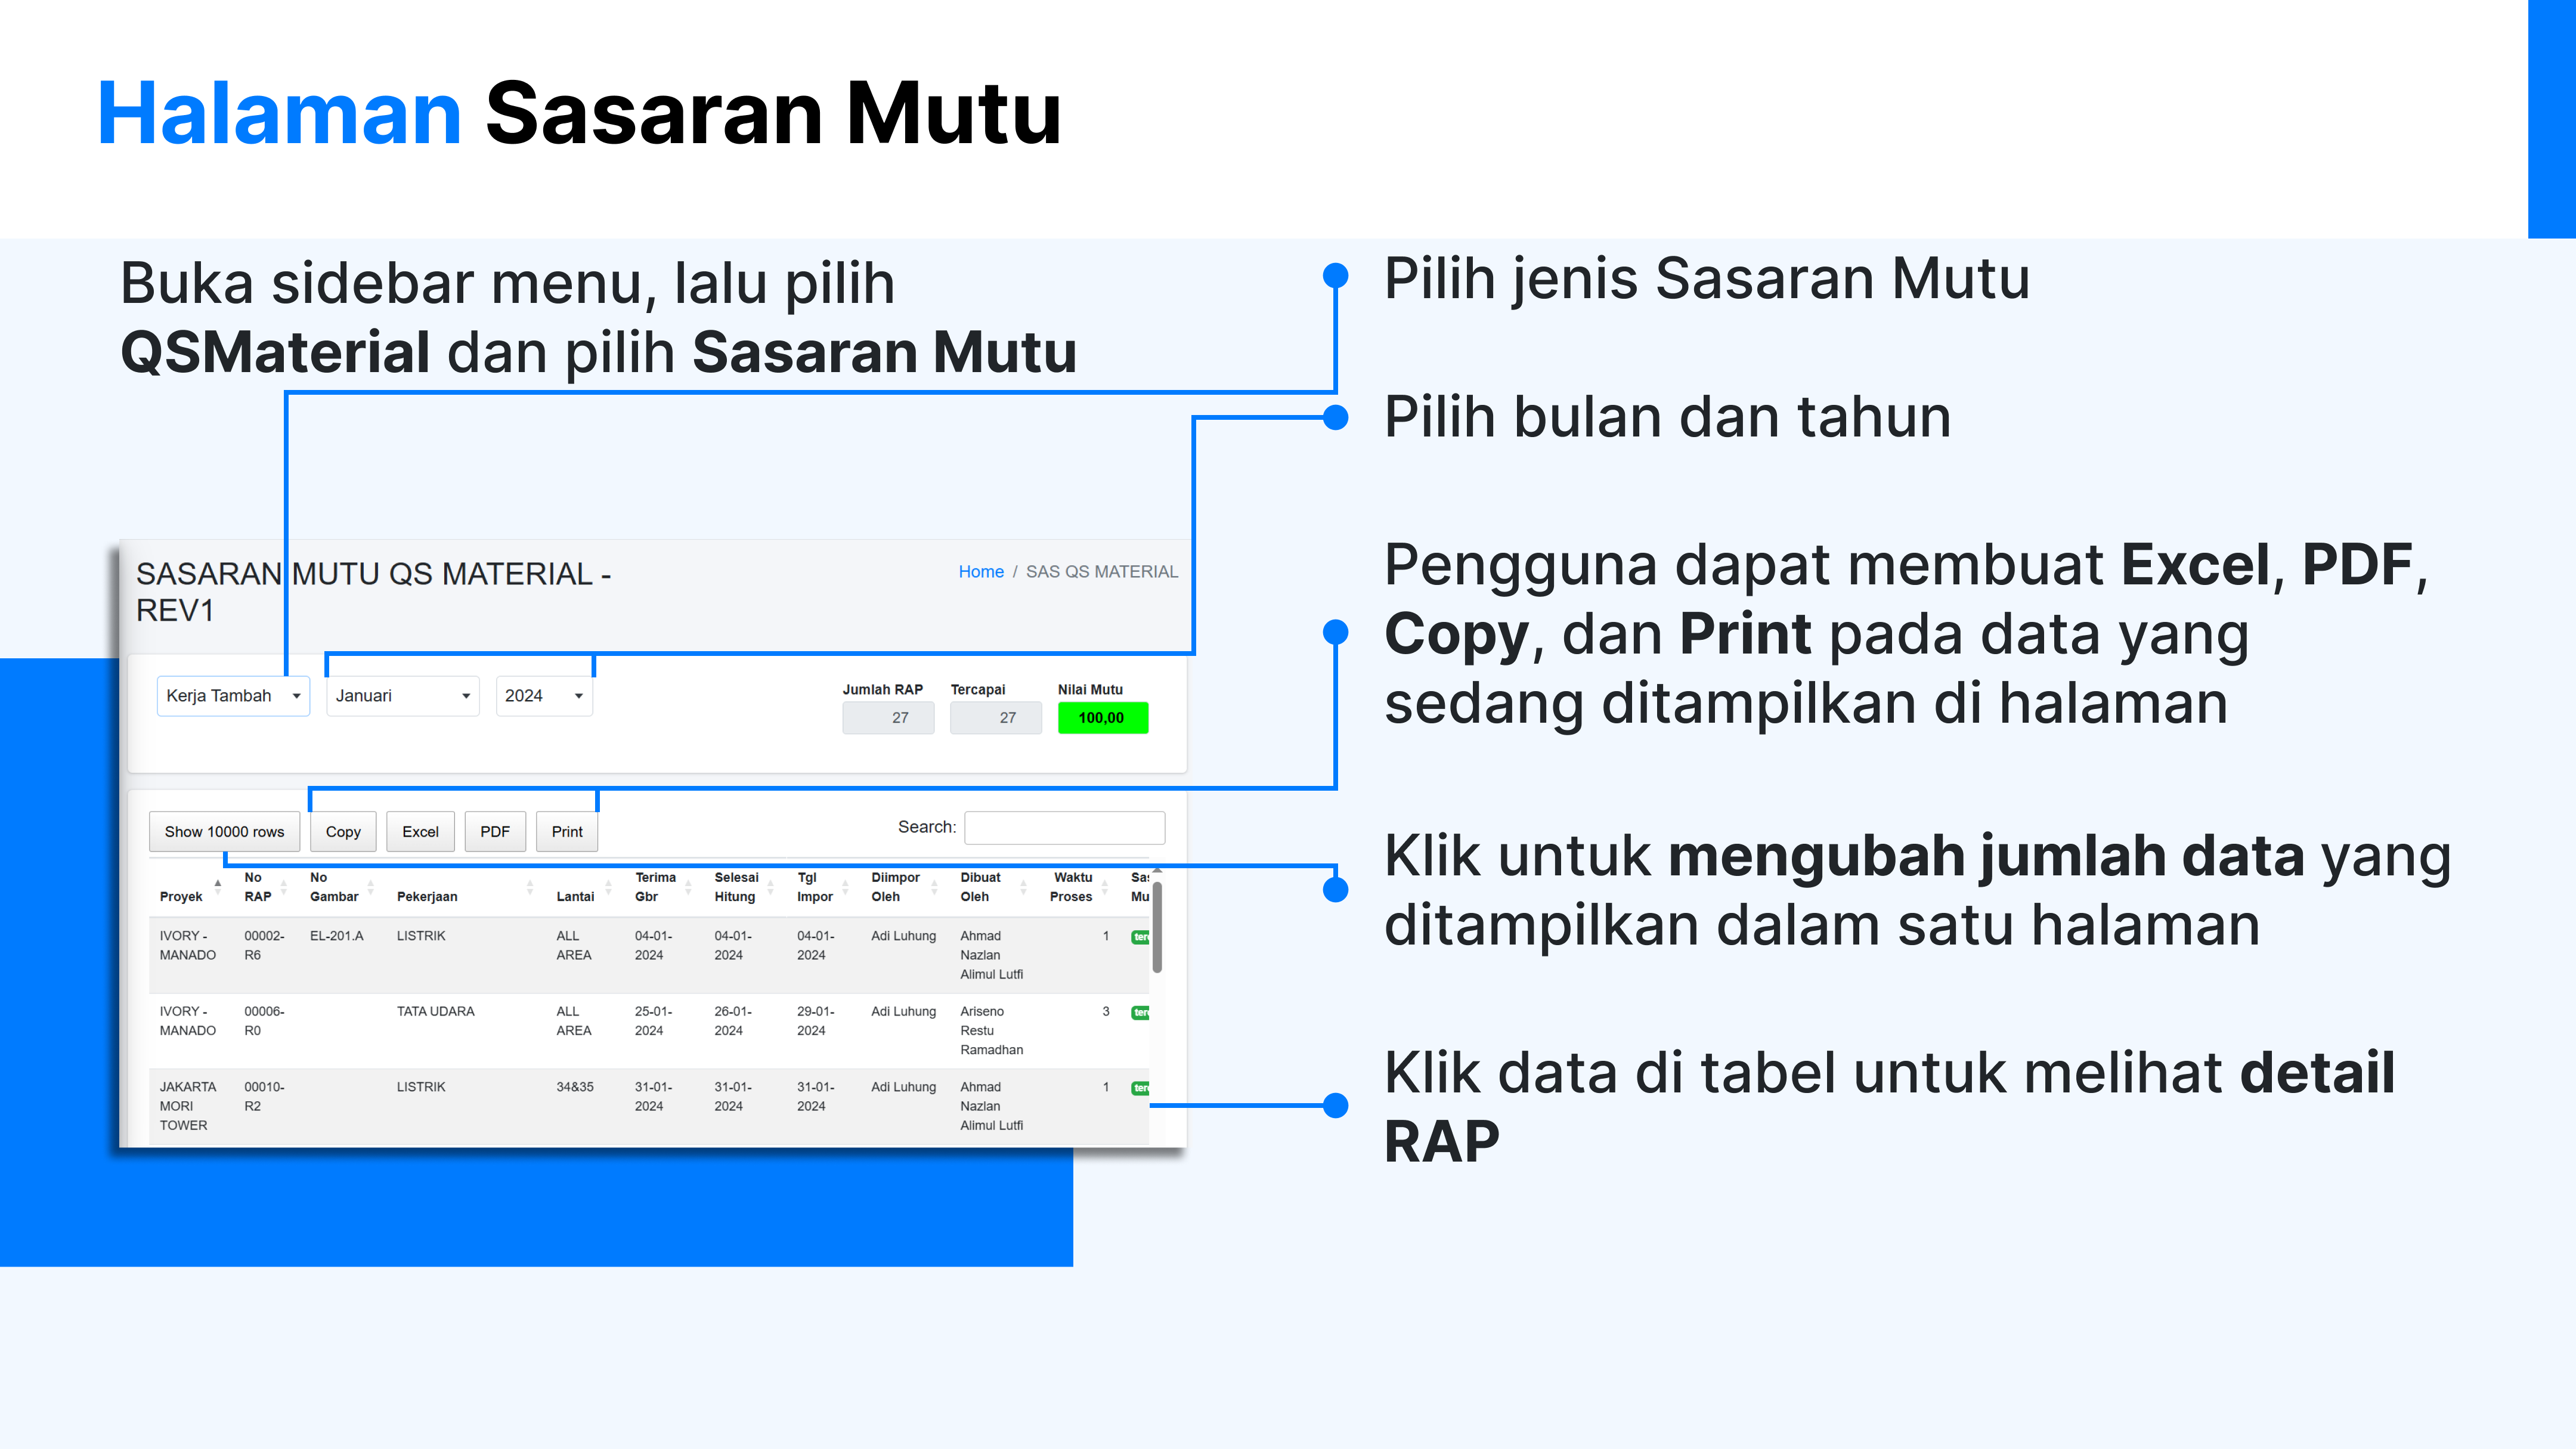 Halaman Sasaran Mutu
Buka sidebar menu, lalu pilih
QSMaterial dan pilih Sasaran Mutu
Pilih jenis Sasaran Mutu
Pilih bulan dan tahun
Pengguna dapat membuat Excel, PDF,
Copy, dan Print pada data yang
sedang ditampilkan di halaman
Klik untuk mengubah jumlah data yang
ditampilkan dalam satu halaman
Klik data di tabel untuk melihat detail
RAP
SASARAN MUTU QS MATERIAL -
REV1
Home / SAS QS MATERIAL
Kerja Tambah Januari 2024
Jumlah RAP Tercapai Nilai Mutu
27 27 100,00
Show 10000 rows Copy Excel PDF Print Search:
No No Terima Selesai Tgl Diimpor Dibuat Waktu
Proyek RAP Gambar Pekerjaan Lantai Gbr Hitung Impor Oleh Oleh Proses Mu
IVORY - 00002- EL-201.A LISTRIK ALL 04-01- 04-01- 04-01- Adi Luhung Ahmad 1
MANADO R6 AREA 2024 2024 2024 Nazlan
Alimul Lutfi
IVORY - 00006- TATA UDARA ALL 25-01- 26-01- 29-01- Adi Luhung Ariseno 3
MANADO R0 AREA 2024 2024 2024 Restu
Ramadhan
JAKARTA 00010- LISTRIK 34&35 31-01- 31-01- 31-01- Adi Luhung Ahmad 1
MORI R2 2024 2024 2024 Nazlan
TOWER Alimul Lutfi